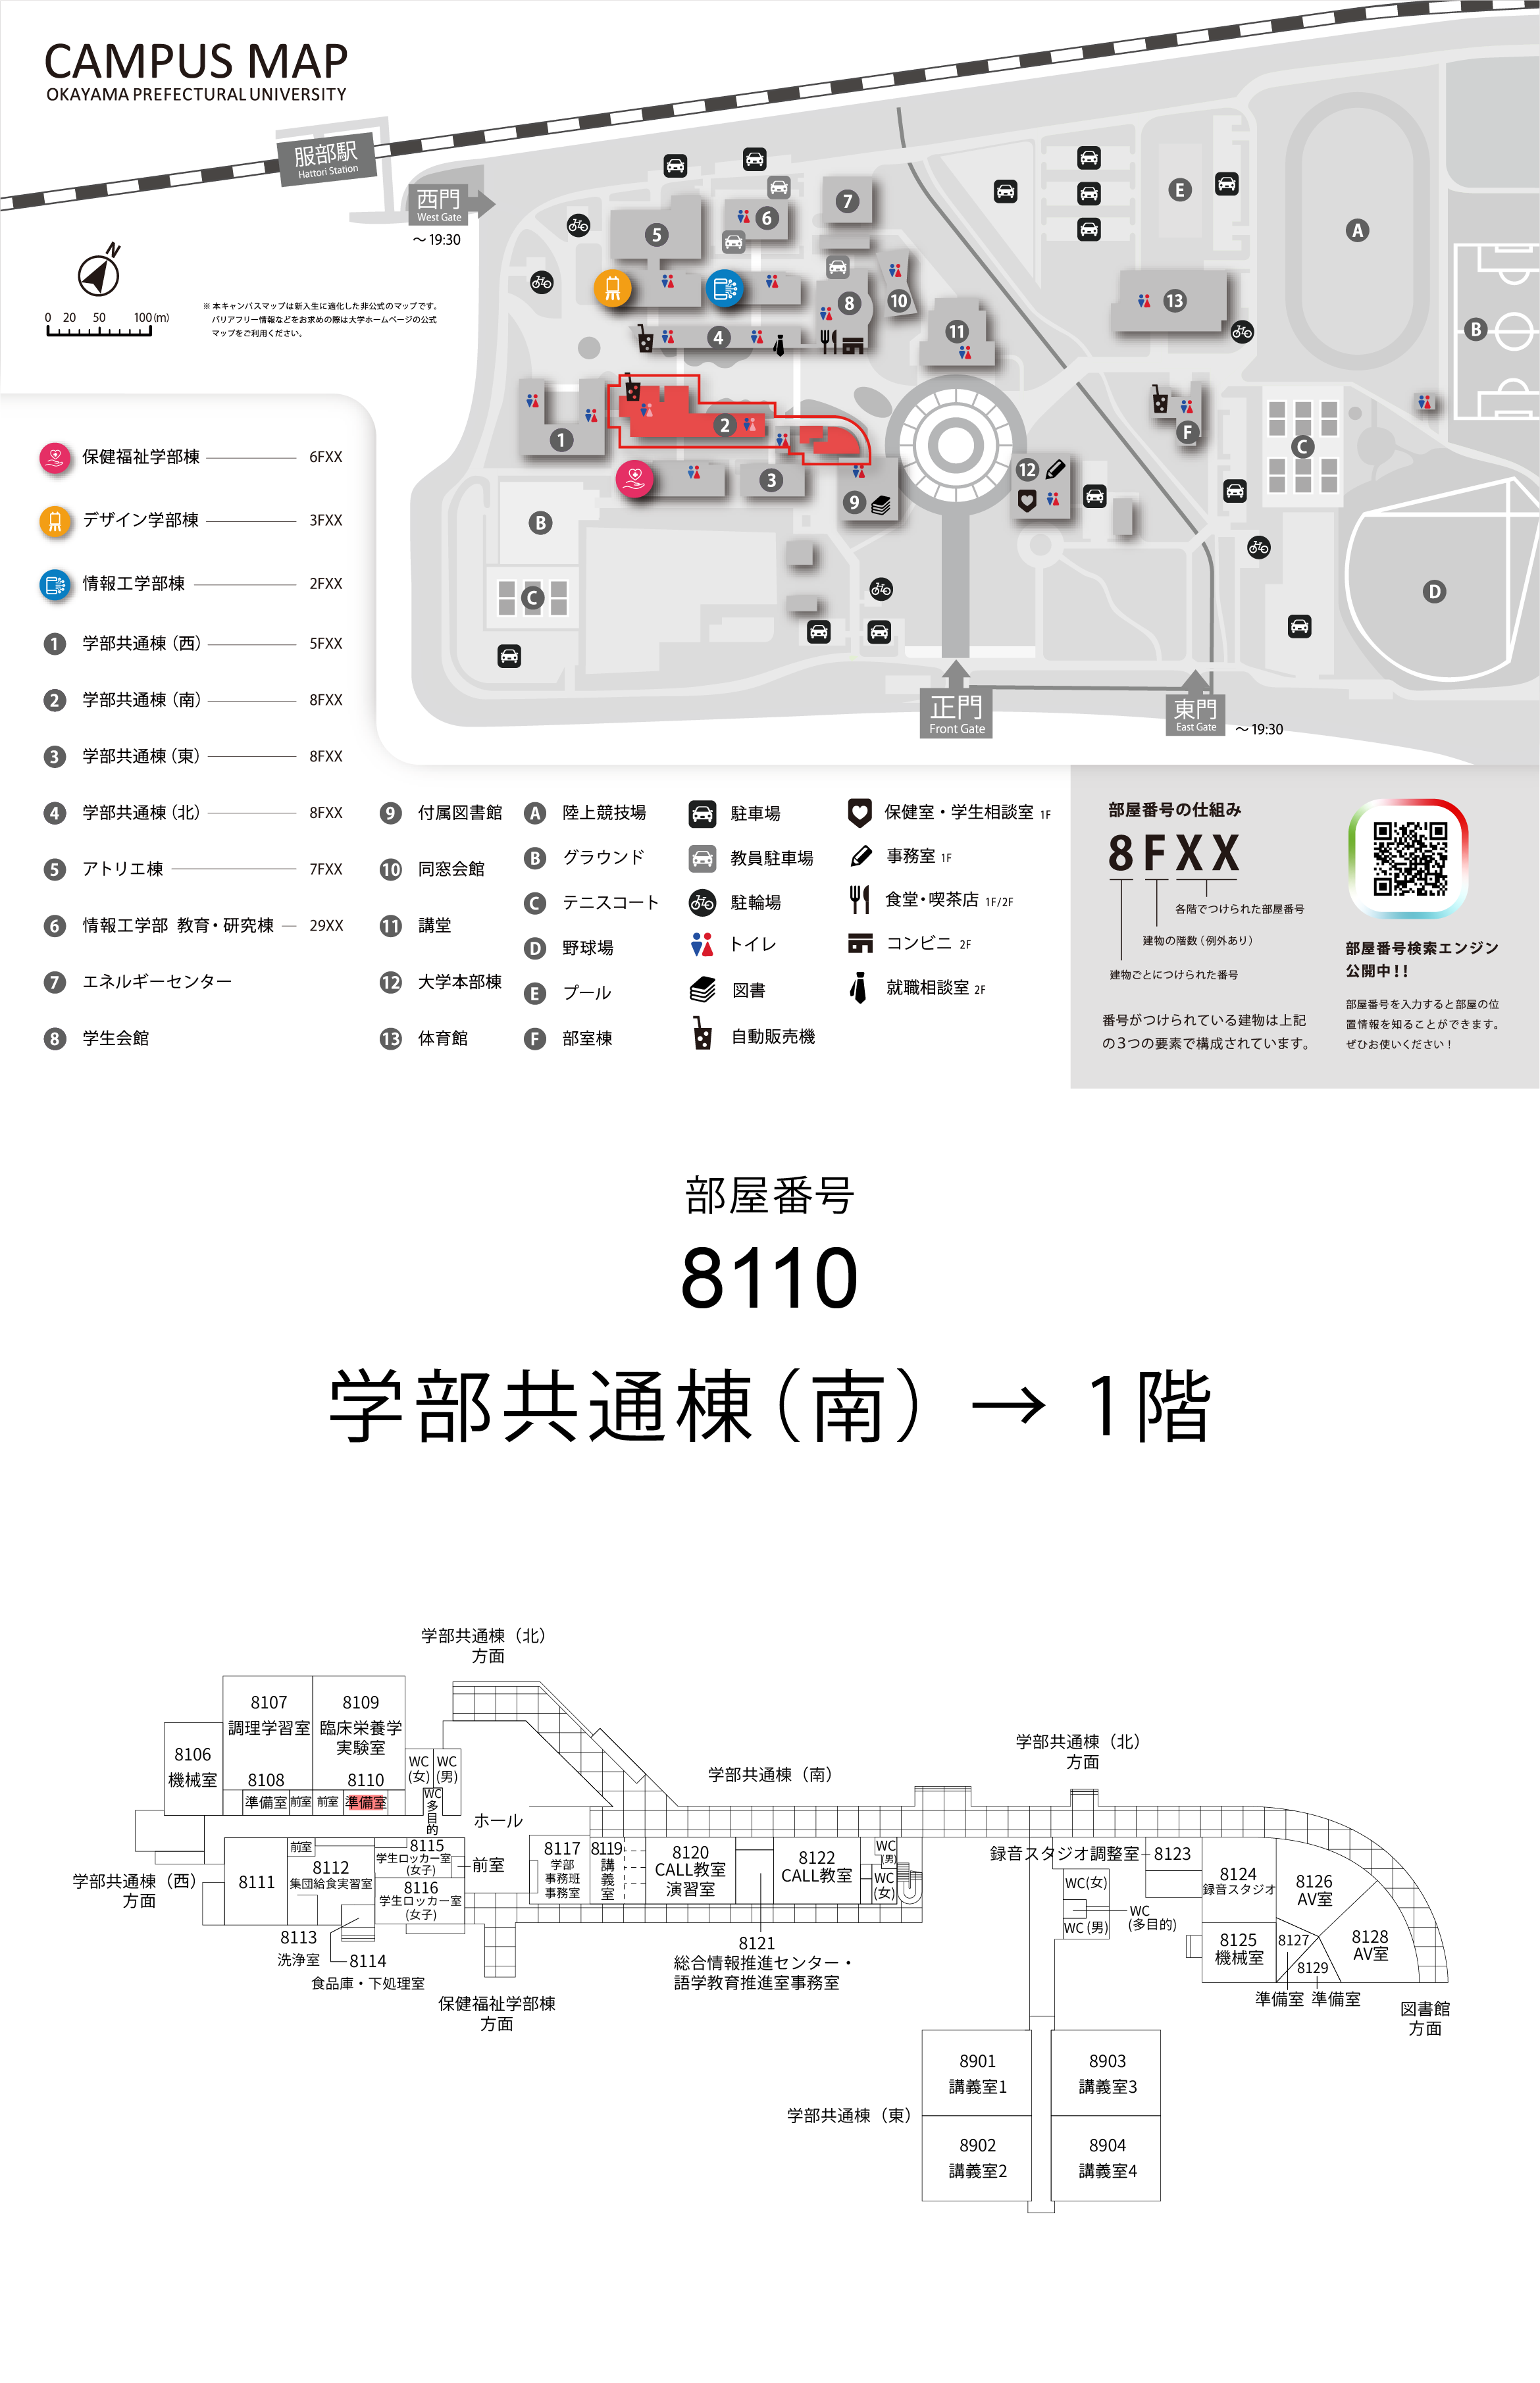 CAMPUS MAP
OKAYAMA PREFECTURAL UNIVERSITY
服部駅
Hattori Station
西門
West Gate
～19:30
N
0 20 50 100(m)
※ 本キャンパスマップは新入生に適化した非公式のマップです。
バリアフリー情報などをお求めの際は大学ホームページの公式
マップをご利用ください。
5
6
7
8
10
4
11
13
E
A
B
1
2
3
9
12
F
C
B
C
D
正門
Front Gate
東門
East Gate
～19:30
保健福祉学部棟 6FXX
デザイン学部棟 3FXX
情報工学部棟 2FXX
1 学部共通棟（西） 5FXX
2 学部共通棟（南） 8FXX
3 学部共通棟（東） 8FXX
4 学部共通棟（北） 8FXX
5 アトリエ棟 7FXX
6 情報工学部 教育・研究棟 29XX
7 エネルギーセンター
8 学生会館
9 付属図書館
10 同窓会館
11 講堂
12 大学本部棟
13 体育館
A 陸上競技場
B グラウンド
C テニスコート
D 野球場
E プール
F 部室棟
駐車場
教員駐車場
駐輪場
トイレ
図書
自動販売機
保健室・学生相談室 1F
事務室 1F
食堂・喫茶店 1F/2F
コンビニ 2F
就職相談室 2F
部屋番号の仕組み
8FXX
各階でつけられた部屋番号
建物の階数（例外あり）
建物ごとにつけられた番号
番号がつけられている建物は上記
の3つの要素で構成されています。
部屋番号検索エンジン
公開中!!
部屋番号を入力すると部屋の位
置情報を知ることができます。
ぜひお使いください！
部屋番号
8110
学部共通棟（南）→ 1階
学部共通棟（北）
方面
8107
調理学習室
8109
臨床栄養学
実験室
8106
機械室
8108
準備室
前室
前室
8110
準備室
WC
(女)
WC
(男)
WC
多
目
的
ホール
学部共通棟（南）
学部共通棟（北）
方面
学部共通棟（西）
方面
8111
前室
8112
集団給食実習室
8115
学生ロッカー室
(女子)
前室
8116
学生ロッカー室
(女子)
8113
洗浄室
8114
食品庫・下処理室
保健福祉学部棟
方面
8117
学部
事務班
事務室
8119
講
義
室
8120
CALL教室
演習室
8121
総合情報推進センター・
語学教育推進室事務室
8122
CALL教室
WC
(男)
WC
(女)
録音スタジオ調整室 8123
WC(女)
WC
(多目的)
WC (男)
8124
録音スタジオ
8125
機械室
8126
AV室
8127
準備室
8128
AV室
8129
準備室
図書館
方面
学部共通棟（東）
8901
講義室1
8903
講義室3
8902
講義室2
8904
講義室4